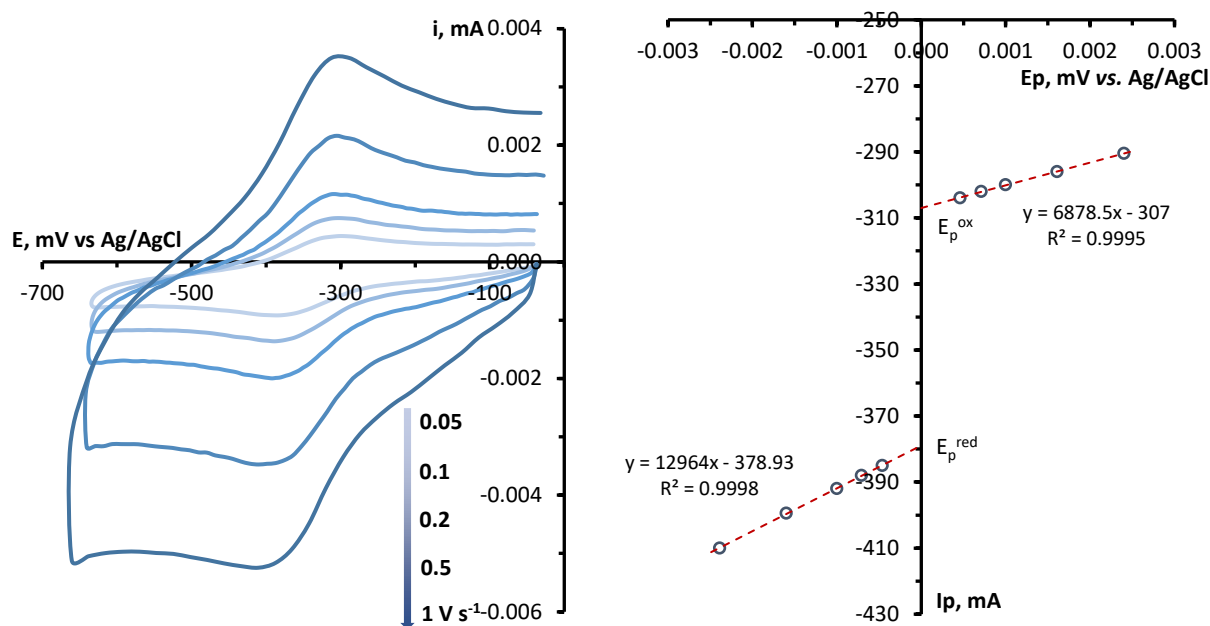 i, mA
0.004
0.002
0.000
-0.002
-0.004
-0.006
E, mV vs Ag/AgCl
-700
-500
-300
-100
0.05
0.1
0.2
0.5
1 V s⁻¹
-250
-0.003
-0.002
-0.001
0.000
0.001
0.002
0.003
Ep, mV vs. Ag/AgCl
-270
-290
-310
-330
-350
-370
-390
-410
-430
Eₚᵒˣ
y = 6878.5x - 307
R² = 0.9995
Eₚʳᵉᵈ
y = 12964x - 378.93
R² = 0.9998
Ip, mA